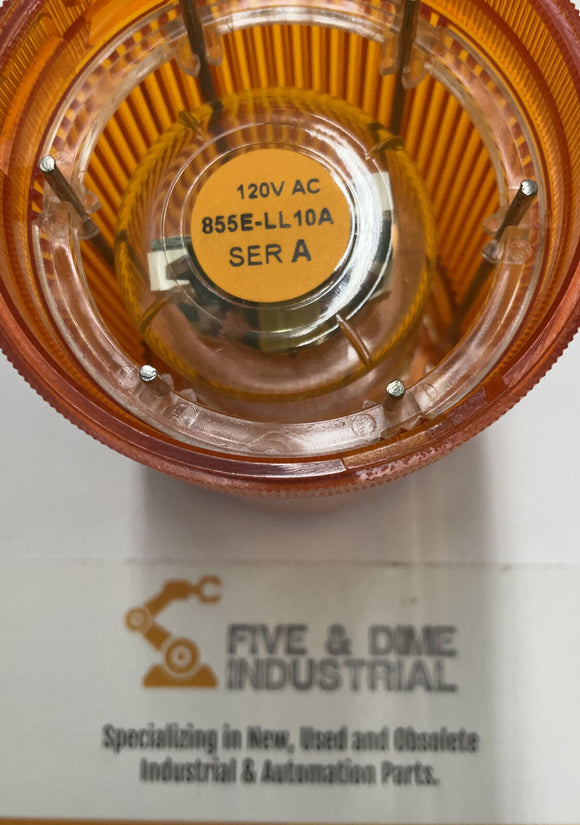 120V AC
855E-LL10A
SER A
FIVE & DIME
INDUSTRIAL
Specializing in New, Used and Obsolete
Industrial & Automation Parts.